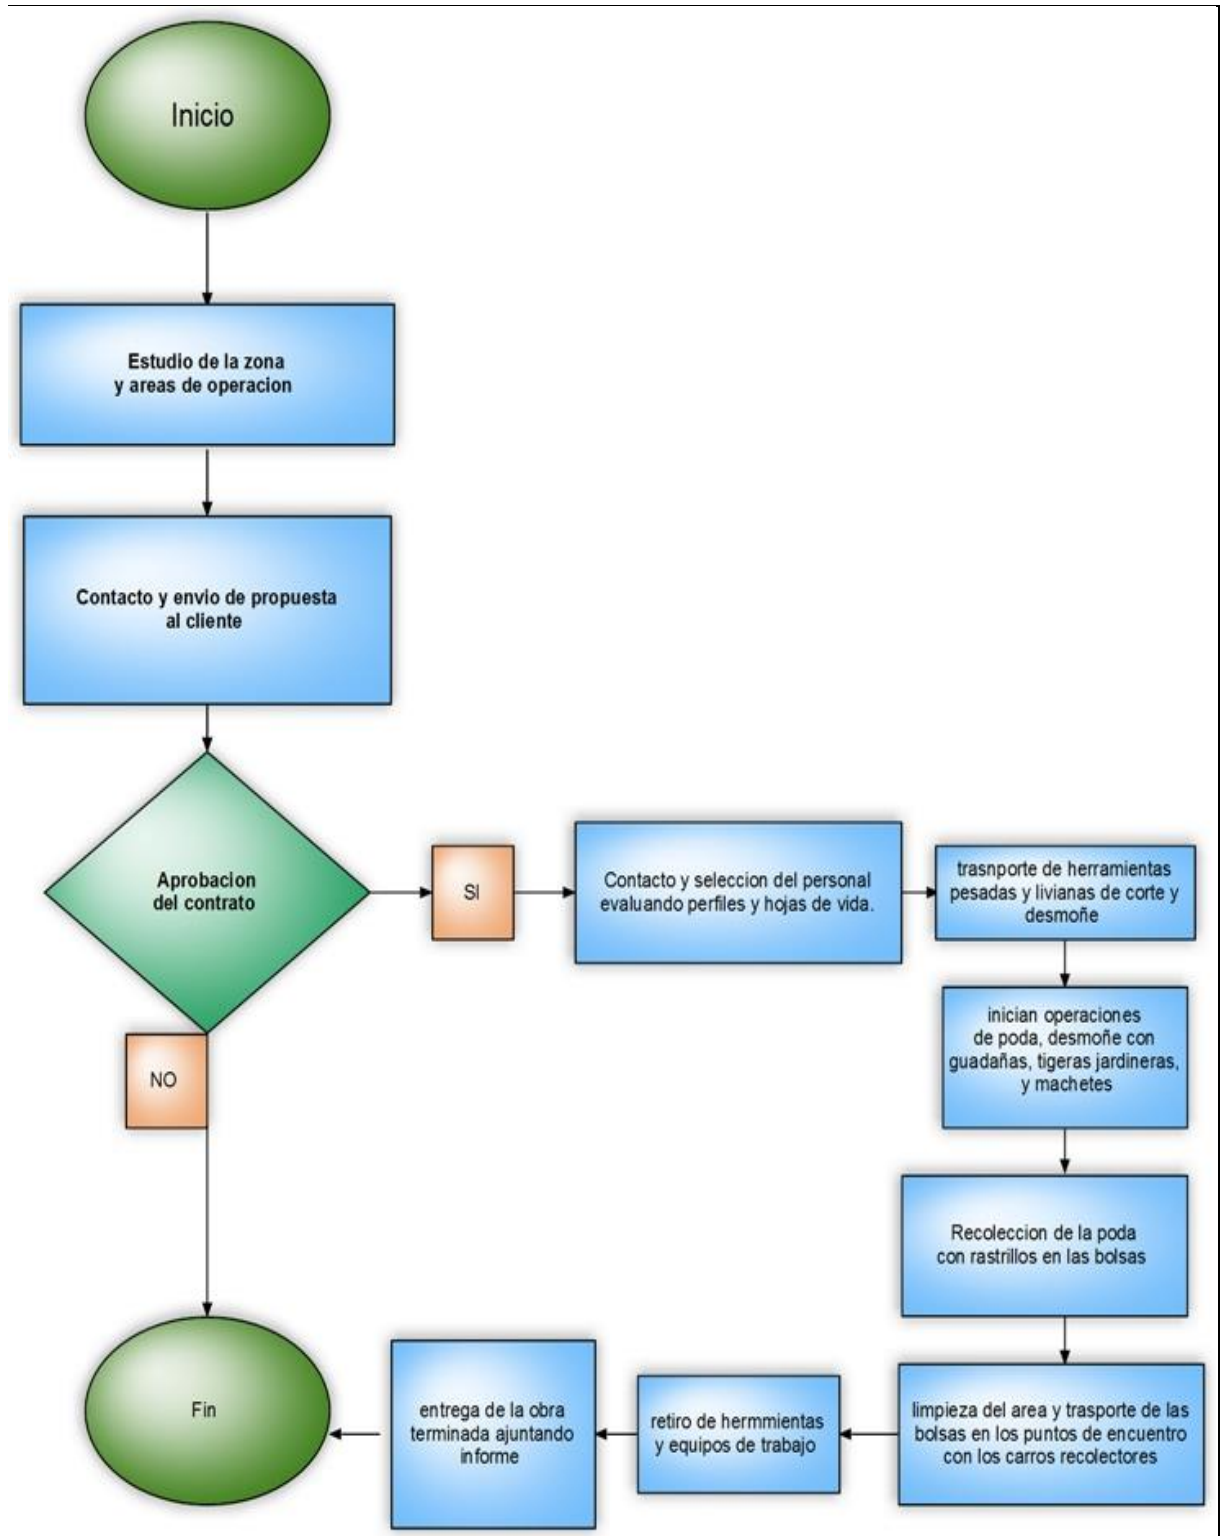 Inicio
Estudio de la zona
y areas de operacion
Contacto y envio de propuesta
al cliente
Aprobacion
del contrato
SI
Contacto y seleccion del personal
evaluando perfiles y hojas de vida.
trasnporte de herramientas
pesadas y livianas de corte y
desmoñe
inician operaciones
de poda, desmoñe con
guadañas, tigeras jardineras,
y machetes
NO
Recoleccion de la poda
con rastrillos en las bolsas
limpieza del area y trasporte de las
bolsas en los puntos de encuentro
con los carros recolectores
retiro de hermmientas
y equipos de trabajo
entrega de la obra
terminada ajuntando
informe
Fin